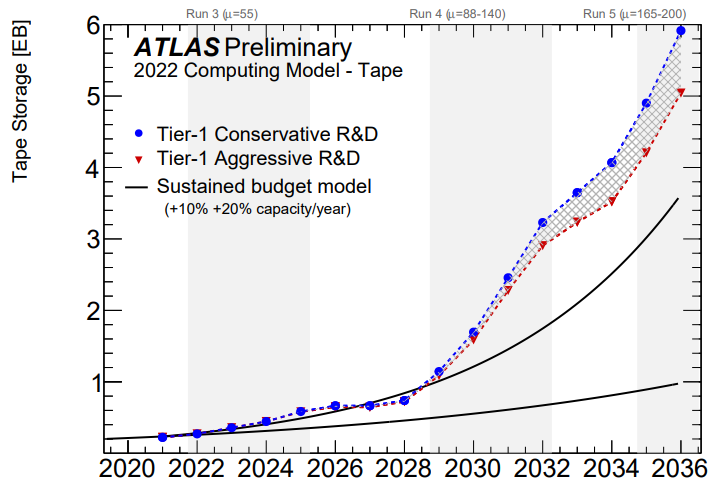 Run 3 (μ=55)
Run 4 (μ=88-140)
Run 5 (μ=165-200)
Tape Storage [EB]
ATLAS Preliminary
2022 Computing Model - Tape
Tier-1 Conservative R&D
Tier-1 Aggressive R&D
Sustained budget model
(+10% +20% capacity/year)
6
5
4
3
2
1
2020 2022 2024 2026 2028 2030 2032 2034 2036